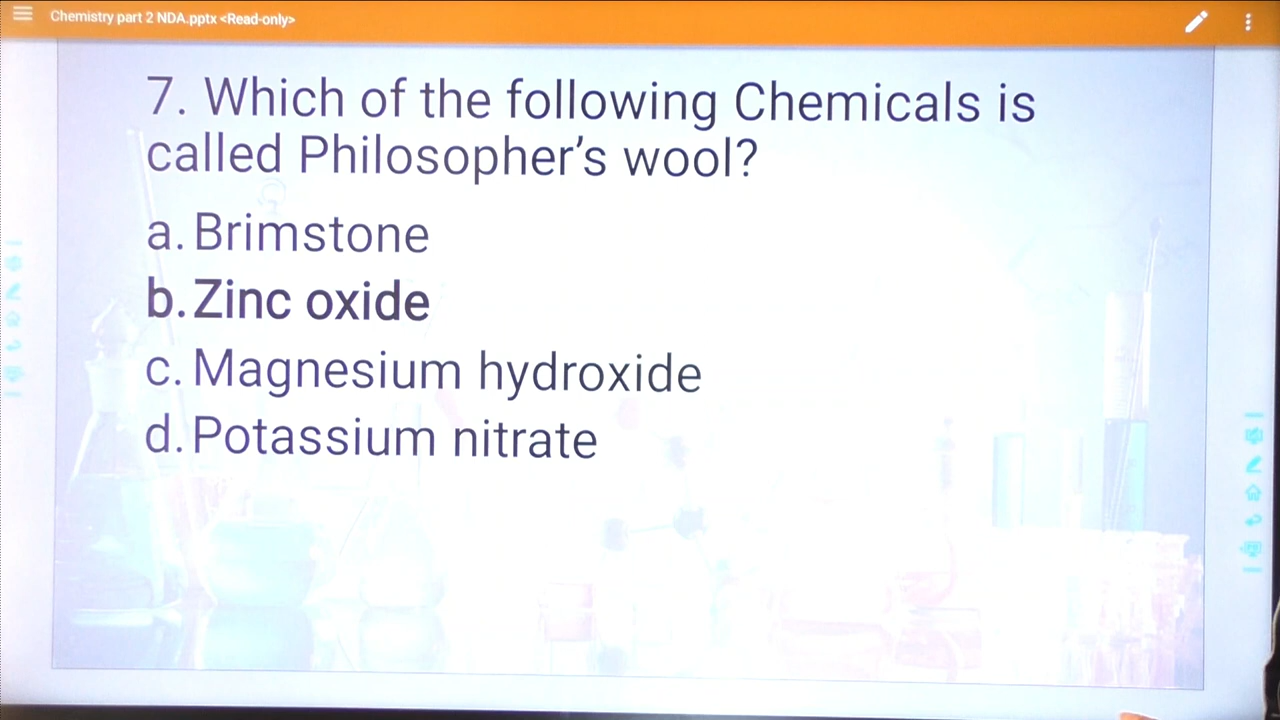 Chemistry part 2 NDA.pptx <Read-only>
7. Which of the following Chemicals is
called Philosopher's wool?
a. Brimstone
b. Zinc oxide
c. Magnesium hydroxide
d. Potassium nitrate